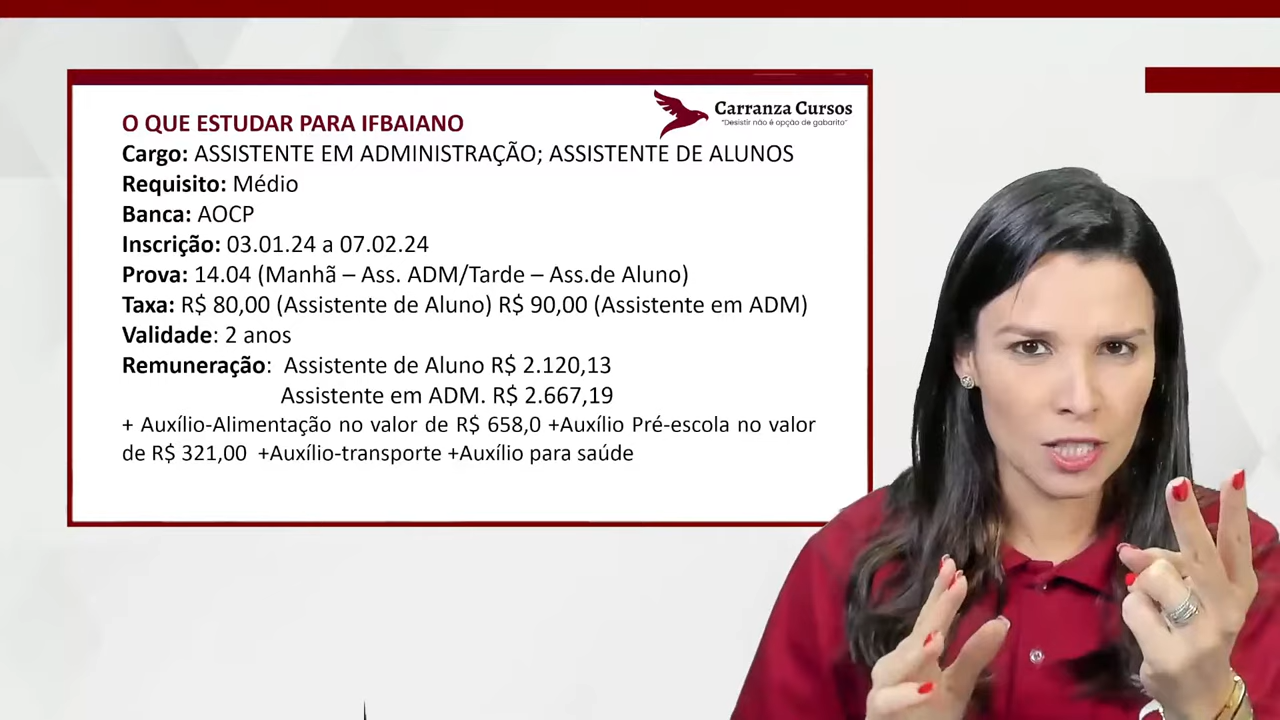 O QUE ESTUDAR PARA IFBAIANO
Carranza Cursos
"Desistir não é opção de gabarito"
Cargo: ASSISTENTE EM ADMINISTRAÇÃO; ASSISTENTE DE ALUNOS
Requisito: Médio
Banca: AOCP
Inscrição: 03.01.24 a 07.02.24
Prova: 14.04 (Manhã – Ass. ADM/Tarde – Ass.de Aluno)
Taxa: R$ 80,00 (Assistente de Aluno) R$ 90,00 (Assistente em ADM)
Validade: 2 anos
Remuneração: Assistente de Aluno R$ 2.120,13
Assistente em ADM. R$ 2.667,19
+ Auxílio-Alimentação no valor de R$ 658,0 +Auxílio Pré-escola no valor
de R$ 321,00 +Auxílio-transporte +Auxílio para saúde